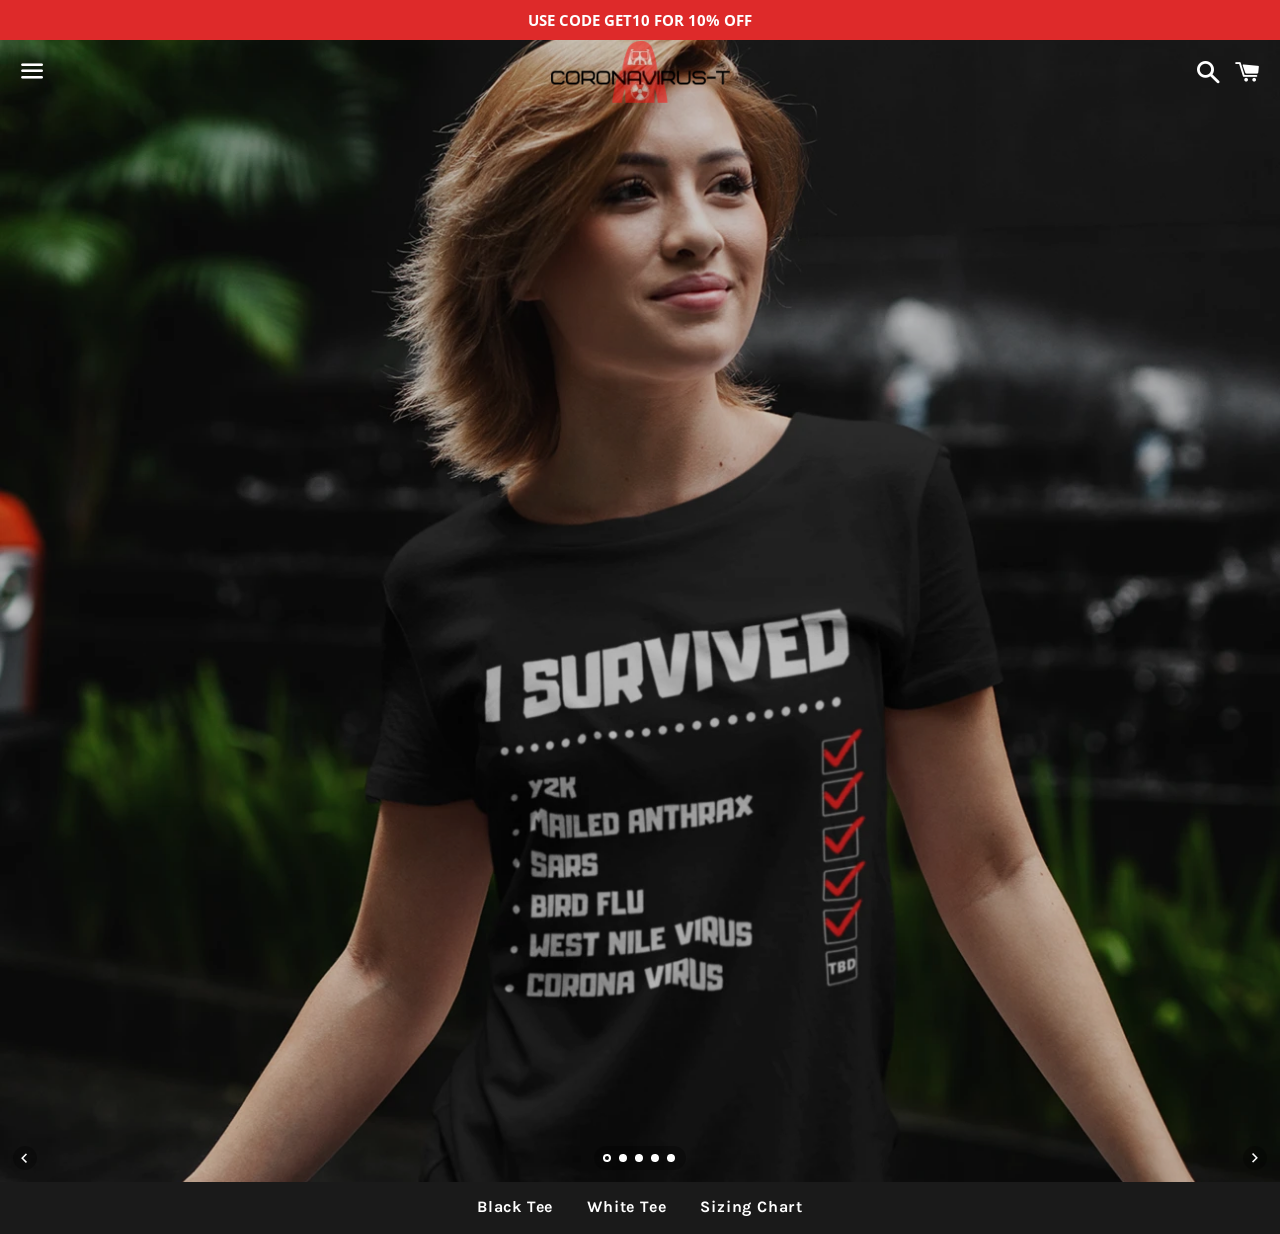 USE CODE GET10 FOR 10% OFF
CORONAVIRUS-T
I SURVIVED
Y2K
MAILED ANTHRAX
SARS
BIRD FLU
WEST NILE VIRUS
CORONA VIRUS
TBD
Black Tee White Tee Sizing Chart